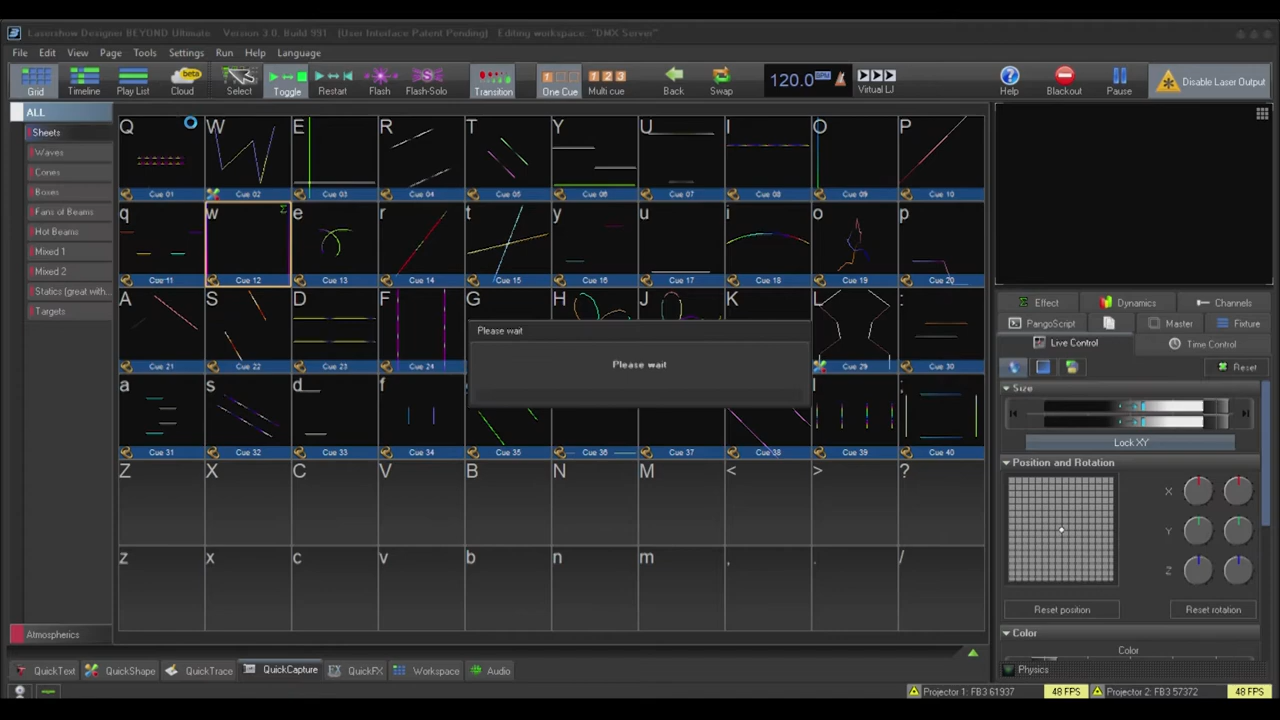 Lasershow Designer BEYOND Ultimate Version 3.0, Build 991 (User Interface Patent Pending) Editing workspace: "DMX Server"
File Edit View Page Tools Settings Run Help Language
Grid Timeline Play List beta Cloud Select Toggle Restart Flash Flash-Solo Transition One Cue 1 2 3 Multi cue Back Swap 120.0 Virtual LJ Help Blackout Pause Disable Laser Output
ALL
Sheets
Waves
Cones
Boxes
Fans of Beams
Hot Beams
Mixed 1
Mixed 2
Statics (great with...
Targets
Atmospherics
Q W E R T Y U I O P
Cue 01 Cue 02 Cue 03 Cue 04 Cue 05 Cue 06 Cue 07 Cue 08 Cue 09 Cue 10
q w e r t y u i o p
Cue 11 Cue 12 Cue 13 Cue 14 Cue 15 Cue 16 Cue 17 Cue 18 Cue 19 Cue 20
A S D F G H J K L :
Cue 21 Cue 22 Cue 23 Cue 24 Cue 29 Cue 30
Please wait
Please wait
a s d f l ;
Cue 31 Cue 32 Cue 33 Cue 34 Cue 35 Cue 36 Cue 37 Cue 38 Cue 39 Cue 40
Z X C V B N M < > ?
z x c v b n m , . /
Effect Dynamics Channels
PangoScript Master Fixture
Live Control Time Control
Reset
Size
Lock XY
Position and Rotation
X
Y
Z
Reset position Reset rotation
Color
Color
Physics
QuickText QuickShape QuickTrace QuickCapture QuickFX Workspace Audio
Projector 1: FB3 61937 48 FPS Projector 2: FB3 57372 48 FPS